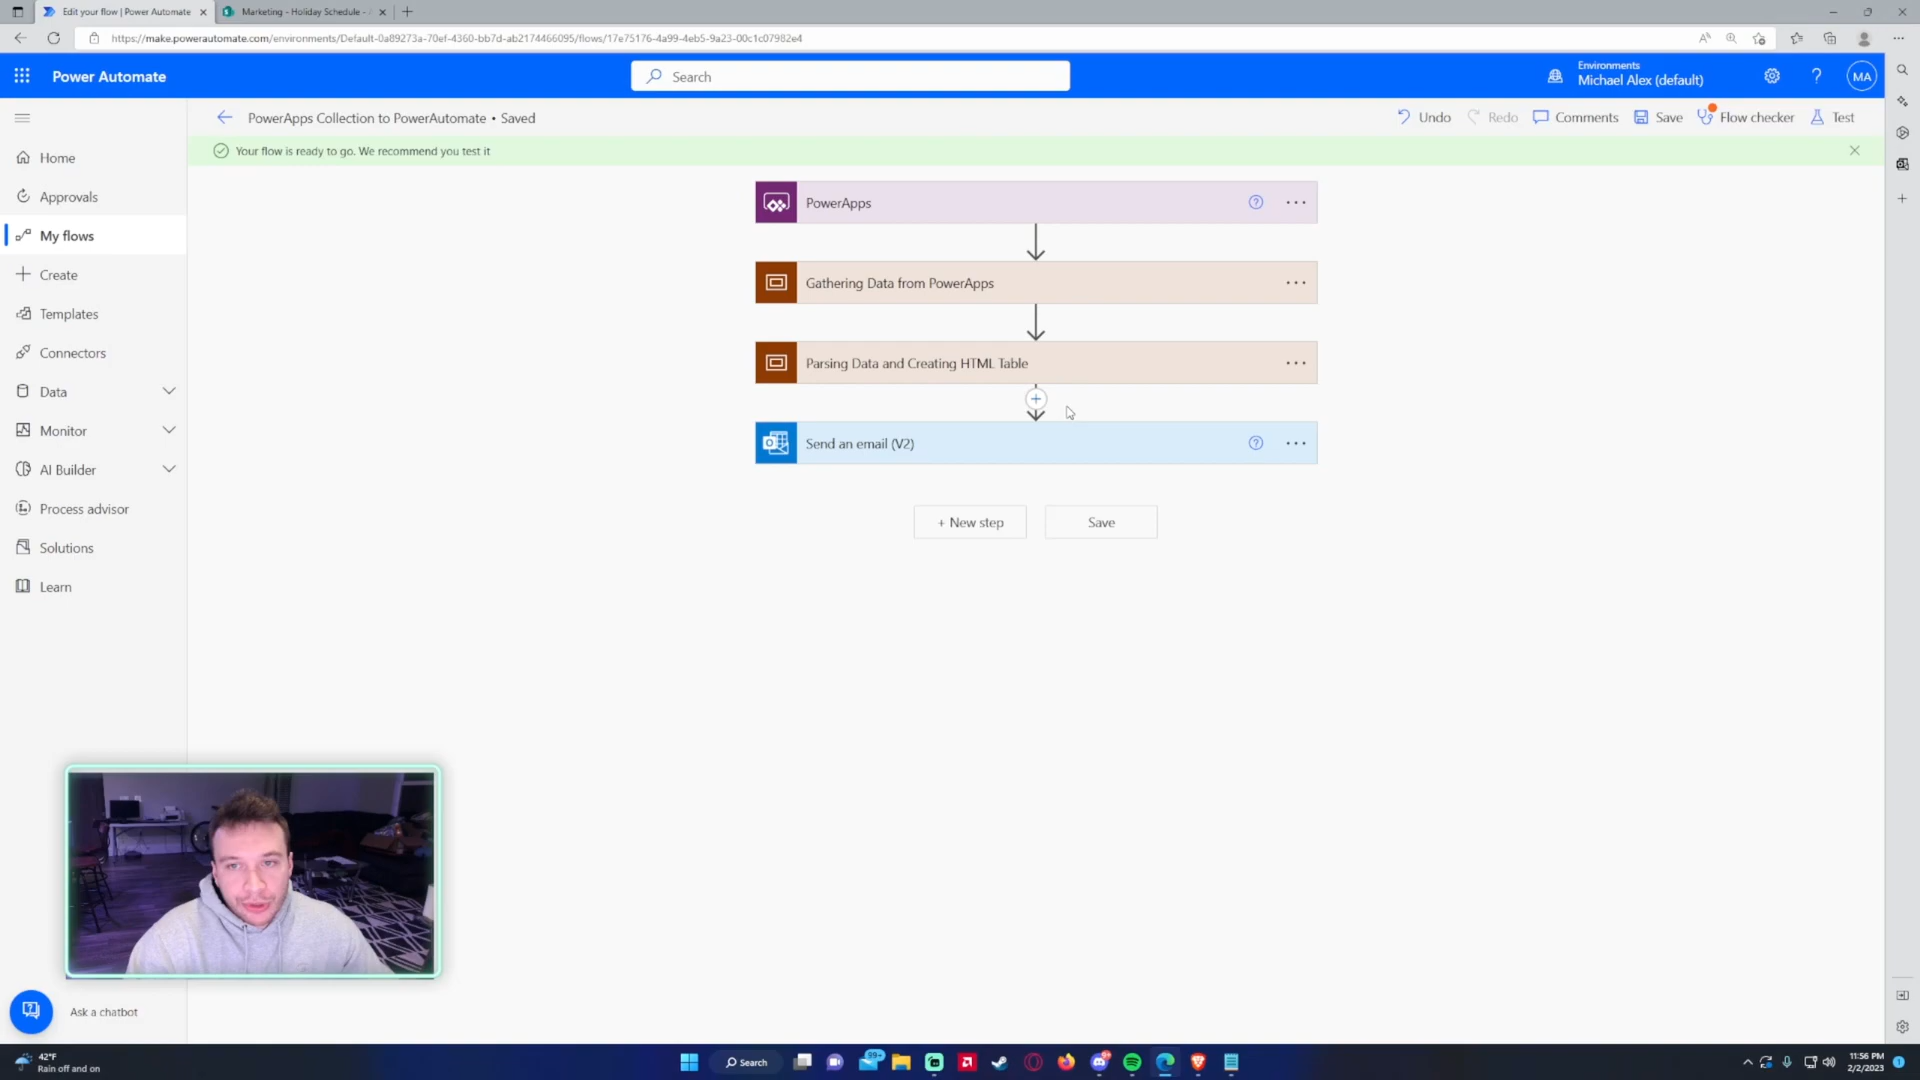 Edit your flow | Power Automate
Marketing - Holiday Schedule -
https://make.powerautomate.com/environments/Default-0a89273a-70ef-4360-bb7d-ab2174466095/flows/17e75176-4a99-4eb5-9a23-00c1c07982e4
Power Automate
Search
Environments
Michael Alex (default)
MA
PowerApps Collection to PowerAutomate • Saved
Undo
Redo
Comments
Save
Flow checker
Test
Your flow is ready to go. We recommend you test it
Home
Approvals
My flows
Create
Templates
Connectors
Data
Monitor
AI Builder
Process advisor
Solutions
Learn
PowerApps
Gathering Data from PowerApps
Parsing Data and Creating HTML Table
Send an email (V2)
+ New step
Save
Ask a chatbot
42°F
Rain off and on
Search
99+
11:56 PM
2/2/2023